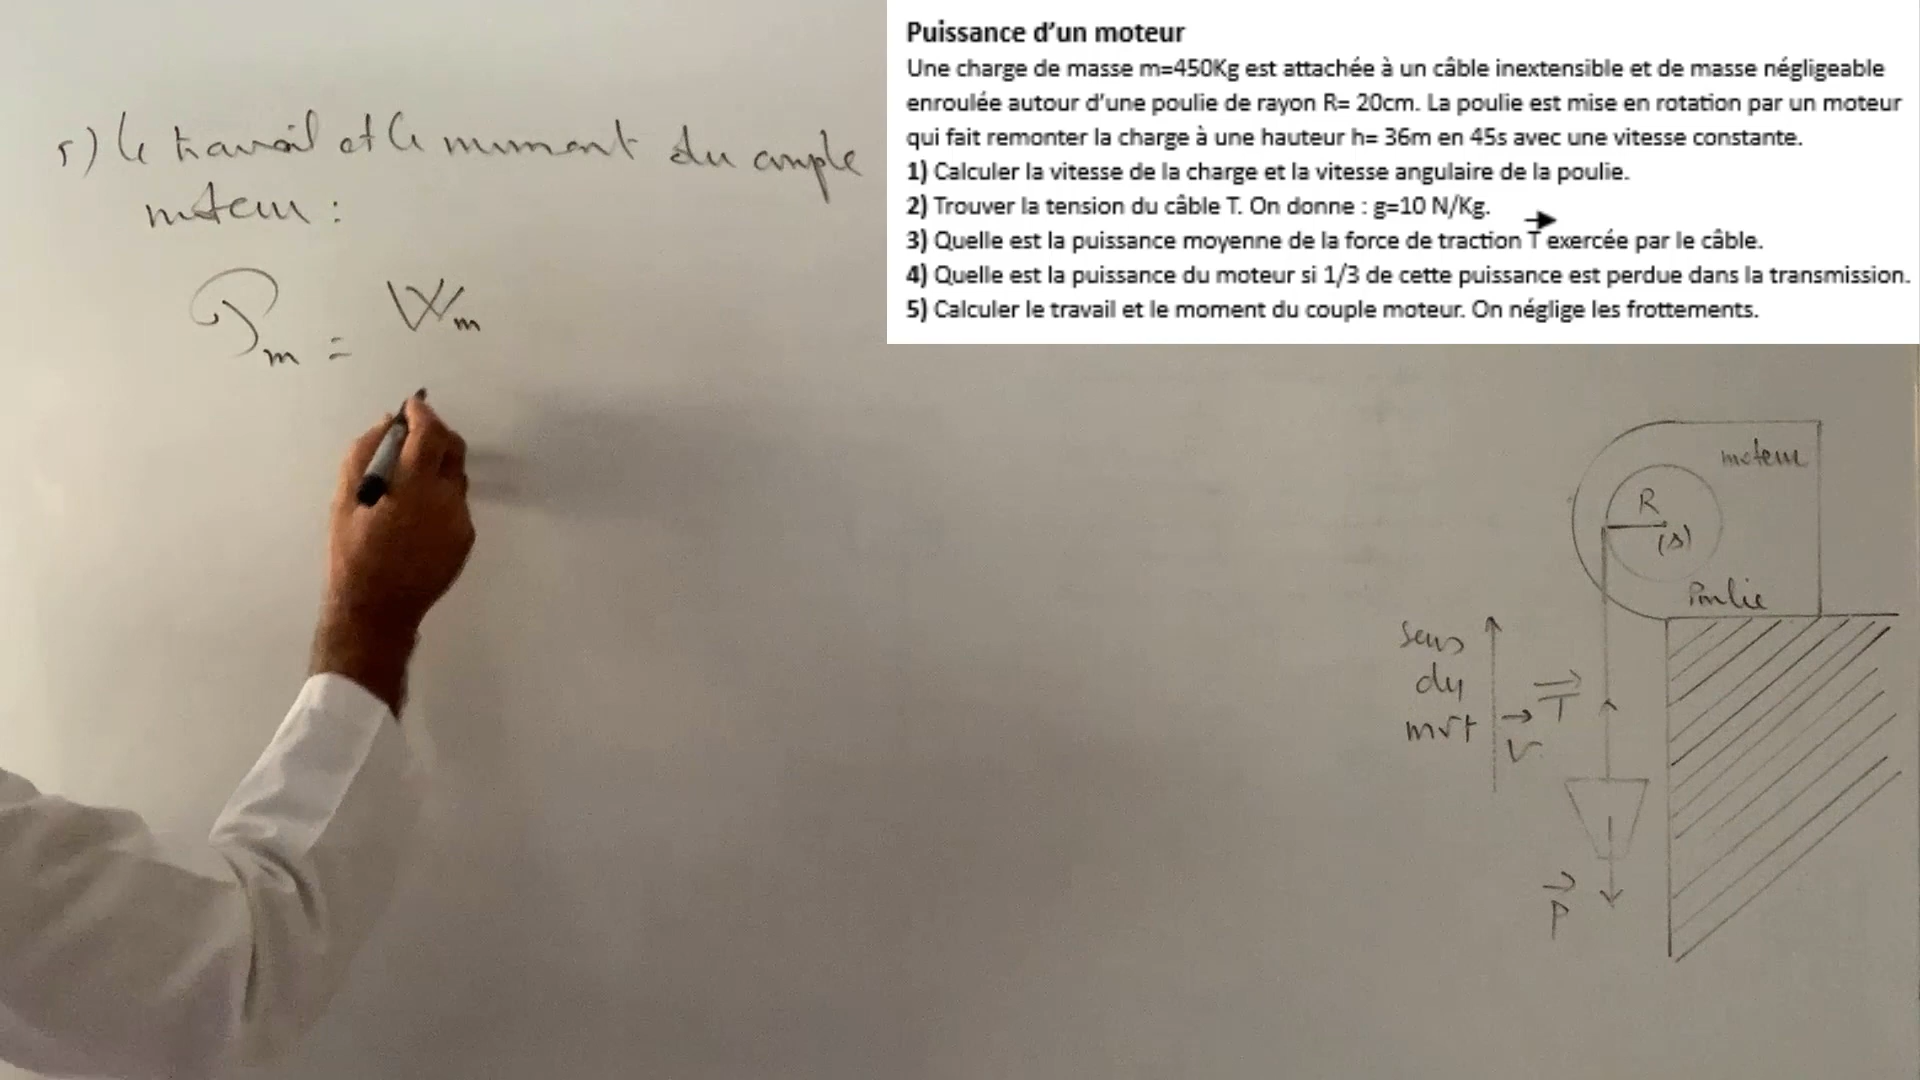 Puissance d'un moteur
Une charge de masse m=450Kg est attachée à un câble inextensible et de masse négligeable
enroulée autour d'une poulie de rayon R= 20cm. La poulie est mise en rotation par un moteur
qui fait remonter la charge à une hauteur h= 36m en 45s avec une vitesse constante.
1) Calculer la vitesse de la charge et la vitesse angulaire de la poulie.
2) Trouver la tension du câble T. On donne : g=10 N/Kg.
3) Quelle est la puissance moyenne de la force de traction T⃗ exercée par le câble.
4) Quelle est la puissance du moteur si 1/3 de cette puissance est perdue dans la transmission.
5) Calculer le travail et le moment du couple moteur. On néglige les frottements.
5) le travail et le moment du couple
moteur :
P_m = W_m
moteur
R
(Δ)
Poulie
sens
du
mvt
V⃗
T⃗
P⃗